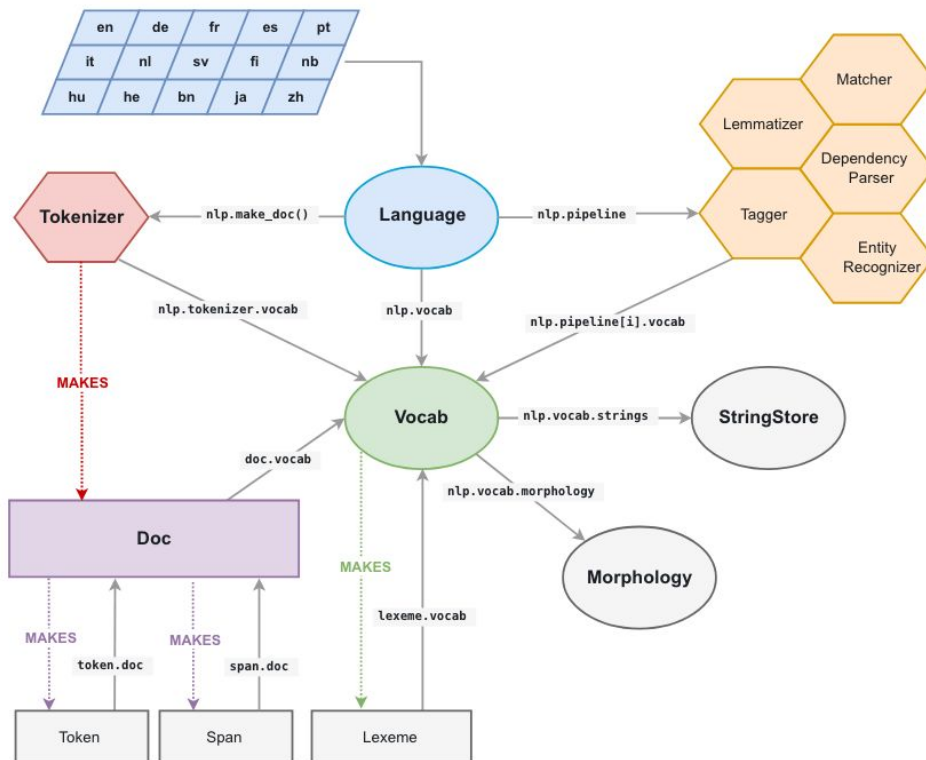 en de fr es pt
it nl sv fi nb
hu he bn ja zh
Matcher
Lemmatizer
Dependency
Parser
Tagger
Entity
Recognizer
Tokenizer
nlp.make_doc()
Language
nlp.pipeline
nlp.tokenizer.vocab
nlp.vocab
nlp.pipeline[i].vocab
MAKES
Vocab
nlp.vocab.strings
StringStore
doc.vocab
nlp.vocab.morphology
Doc
MAKES
Morphology
lexeme.vocab
MAKES
token.doc
MAKES
span.doc
Token
Span
Lexeme